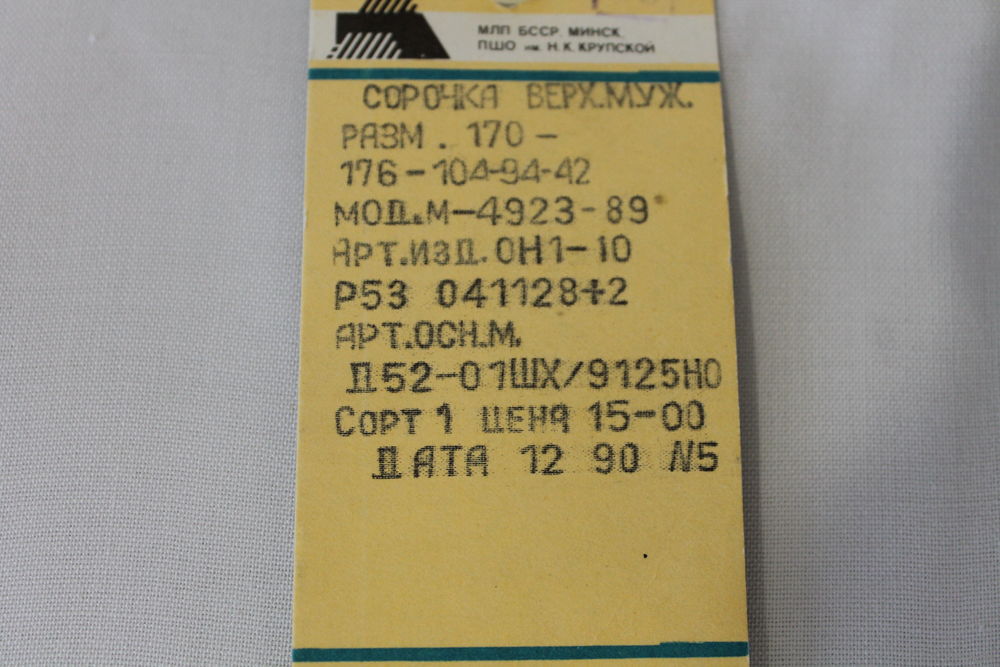 МЛП БССР. МИНСК.
ПШО им. Н. К. КРУПСКОЙ
СОРОЧКА ВЕРХ.МУЖ.
РАЗМ. 170-
176-104-94-42
МОД.М-4923-89
АРТ.ИЗД.ОН1-10
Р53 041128+2
АРТ.ОСН.М.
Д52-01ШХ/9125НО
СОРТ 1 ЦЕНА 15-00
ДАТА 12 90 N5